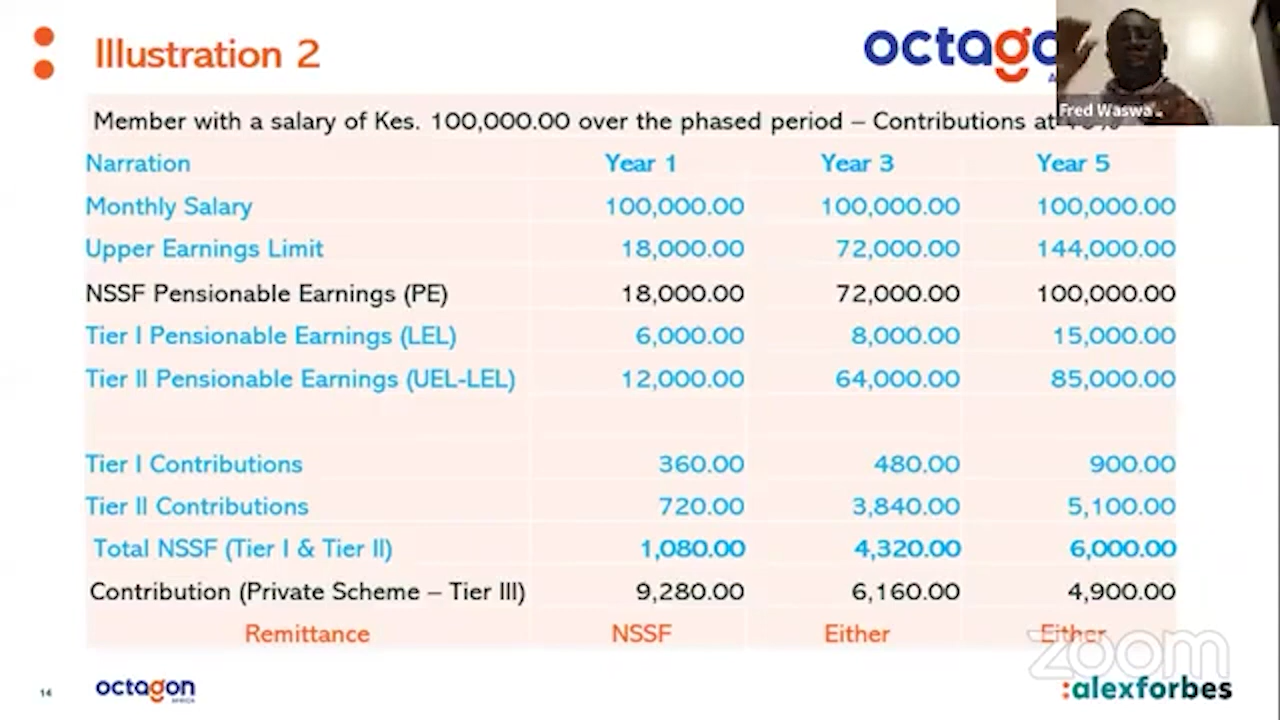 Illustration 2
octago
Fred Waswa
Member with a salary of Kes. 100,000.00 over the phased period – Contributions at
Narration Year 1 Year 3 Year 5
Monthly Salary 100,000.00 100,000.00 100,000.00
Upper Earnings Limit 18,000.00 72,000.00 144,000.00
NSSF Pensionable Earnings (PE) 18,000.00 72,000.00 100,000.00
Tier I Pensionable Earnings (LEL) 6,000.00 8,000.00 15,000.00
Tier II Pensionable Earnings (UEL-LEL) 12,000.00 64,000.00 85,000.00
Tier I Contributions 360.00 480.00 900.00
Tier II Contributions 720.00 3,840.00 5,100.00
Total NSSF (Tier I & Tier II) 1,080.00 4,320.00 6,000.00
Contribution (Private Scheme – Tier III) 9,280.00 6,160.00 4,900.00
Remittance NSSF Either Either
zoom
14 octagon AFRICA :alexforbes